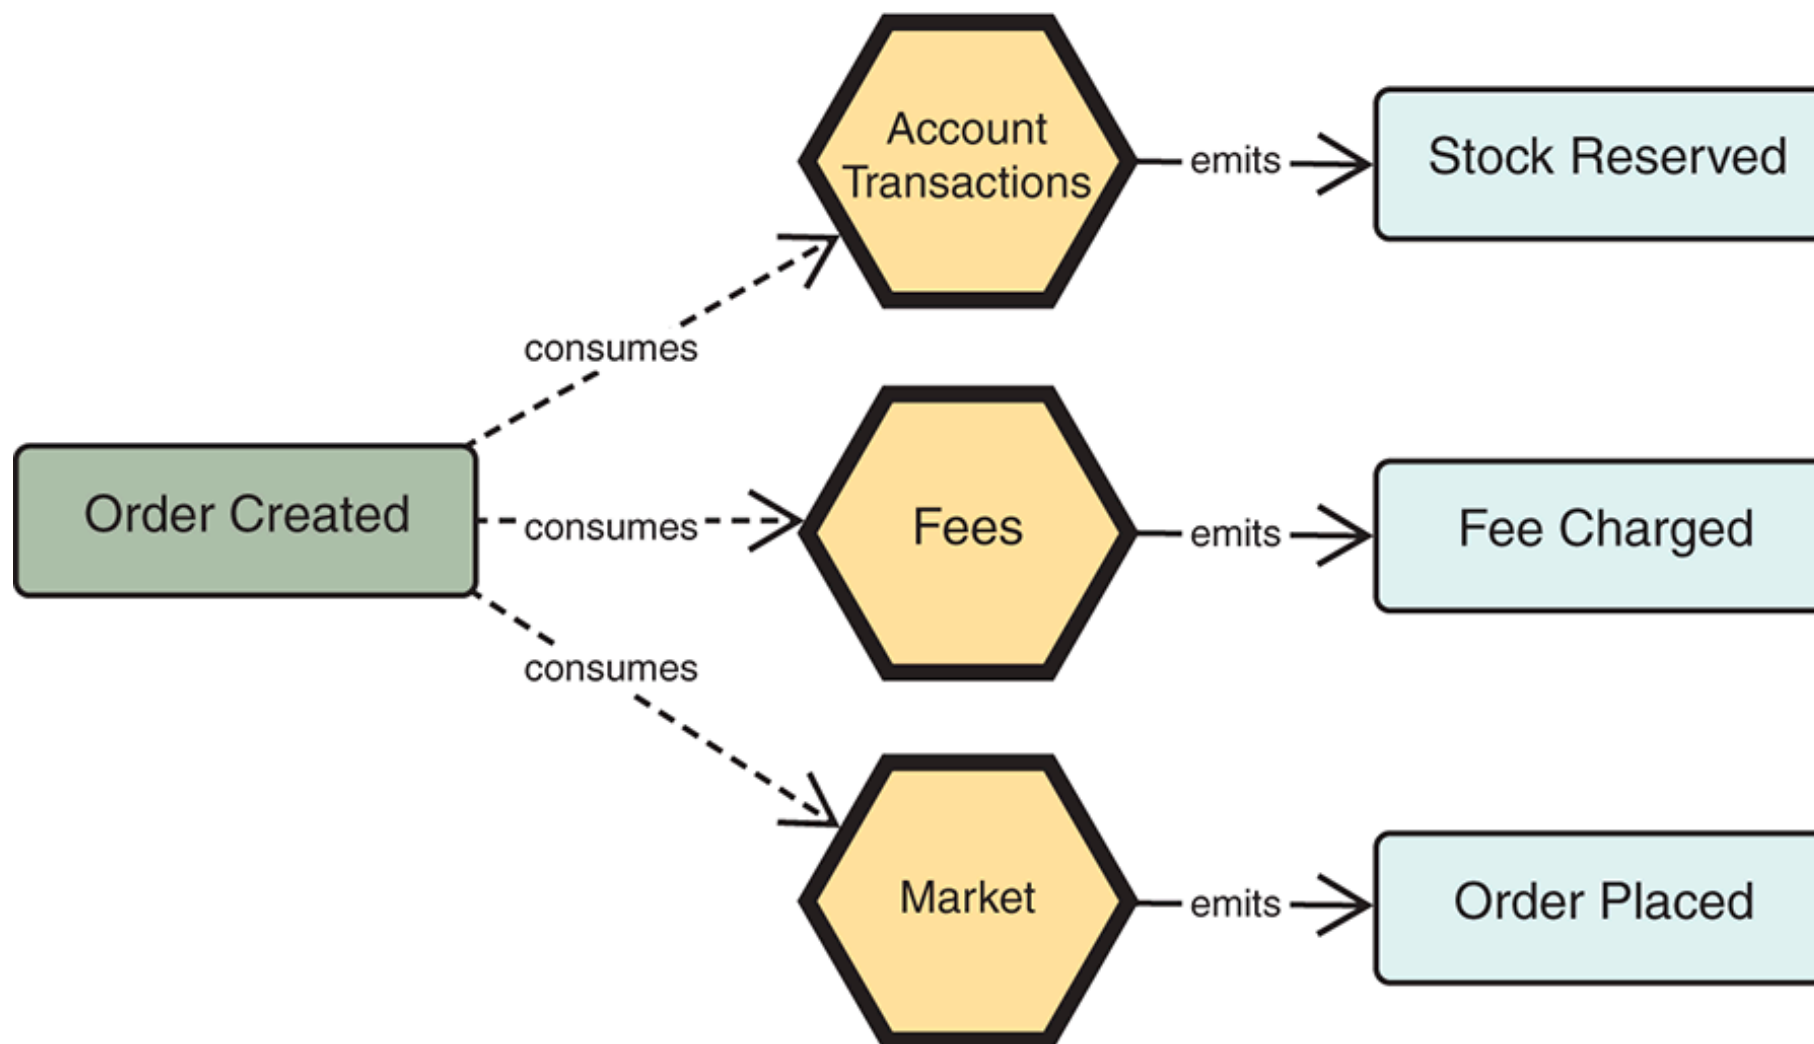 Account
Transactions
emits
Stock Reserved
consumes
Order Created
consumes
Fees
emits
Fee Charged
consumes
Market
emits
Order Placed